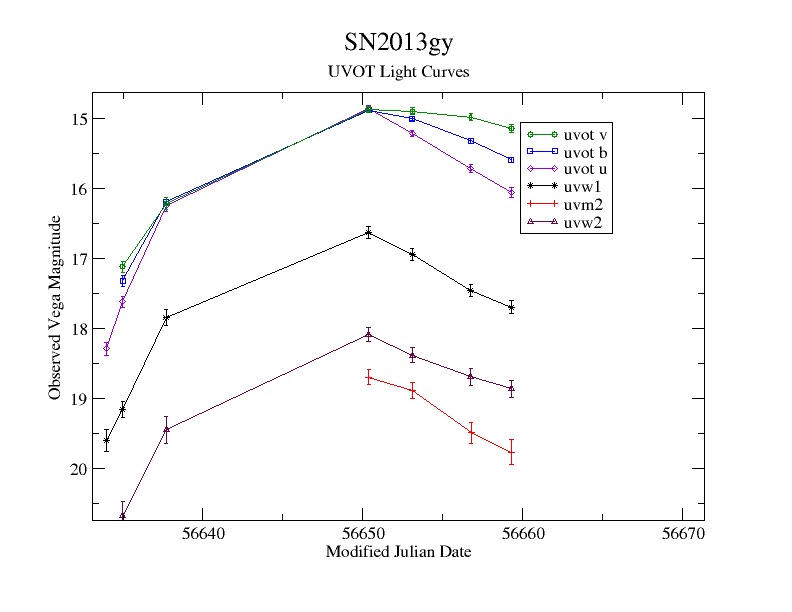 SN2013gy
UVOT Light Curves
15
16
17
18
19
20
Observed Vega Magnitude
uvot v
uvot b
uvot u
uvw1
uvm2
uvw2
56640
56650
56660
56670
Modified Julian Date